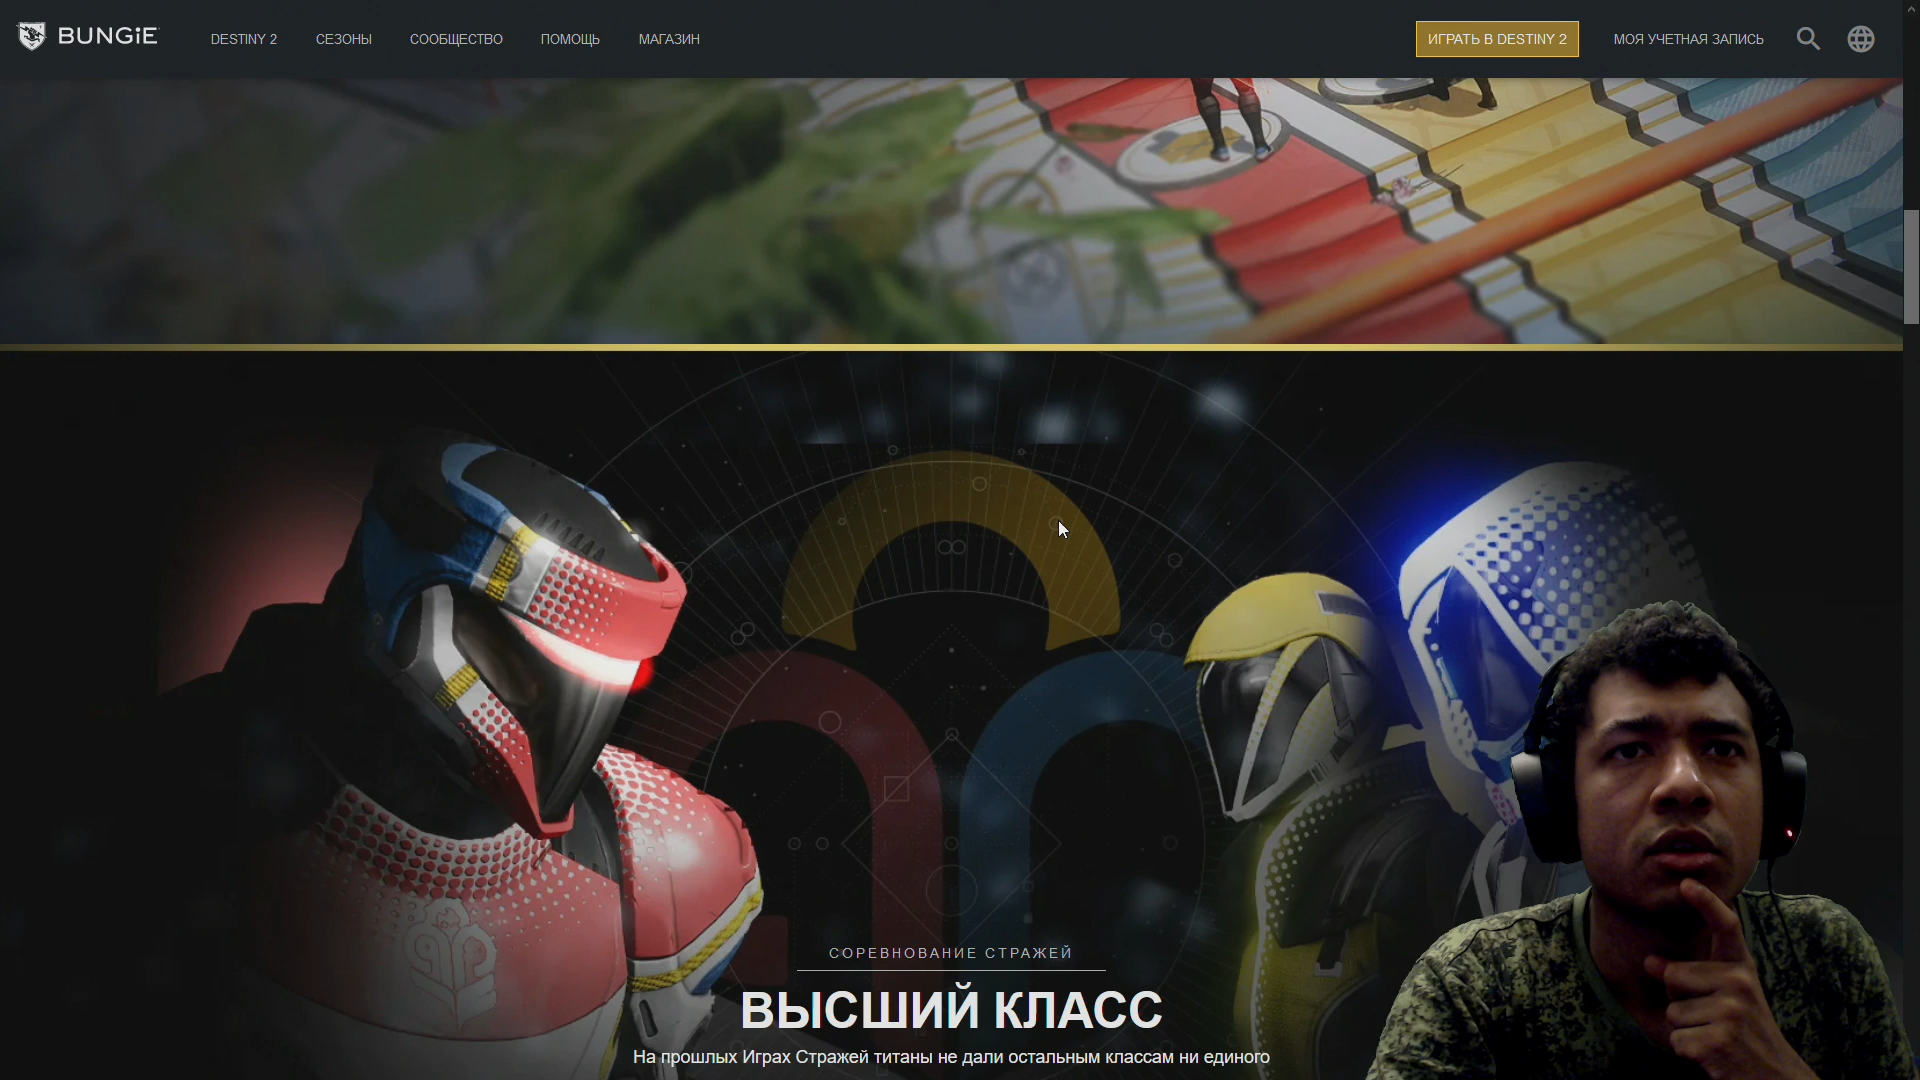 BUNGiE
DESTINY 2
СЕЗОНЫ
СООБЩЕСТВО
ПОМОЩЬ
МАГАЗИН
ИГРАТЬ В DESTINY 2
МОЯ УЧЕТНАЯ ЗАПИСЬ
СОРЕВНОВАНИЕ СТРАЖЕЙ
ВЫСШИЙ КЛАСС
На прошлых Играх Стражей титаны не дали остальным классам ни единого